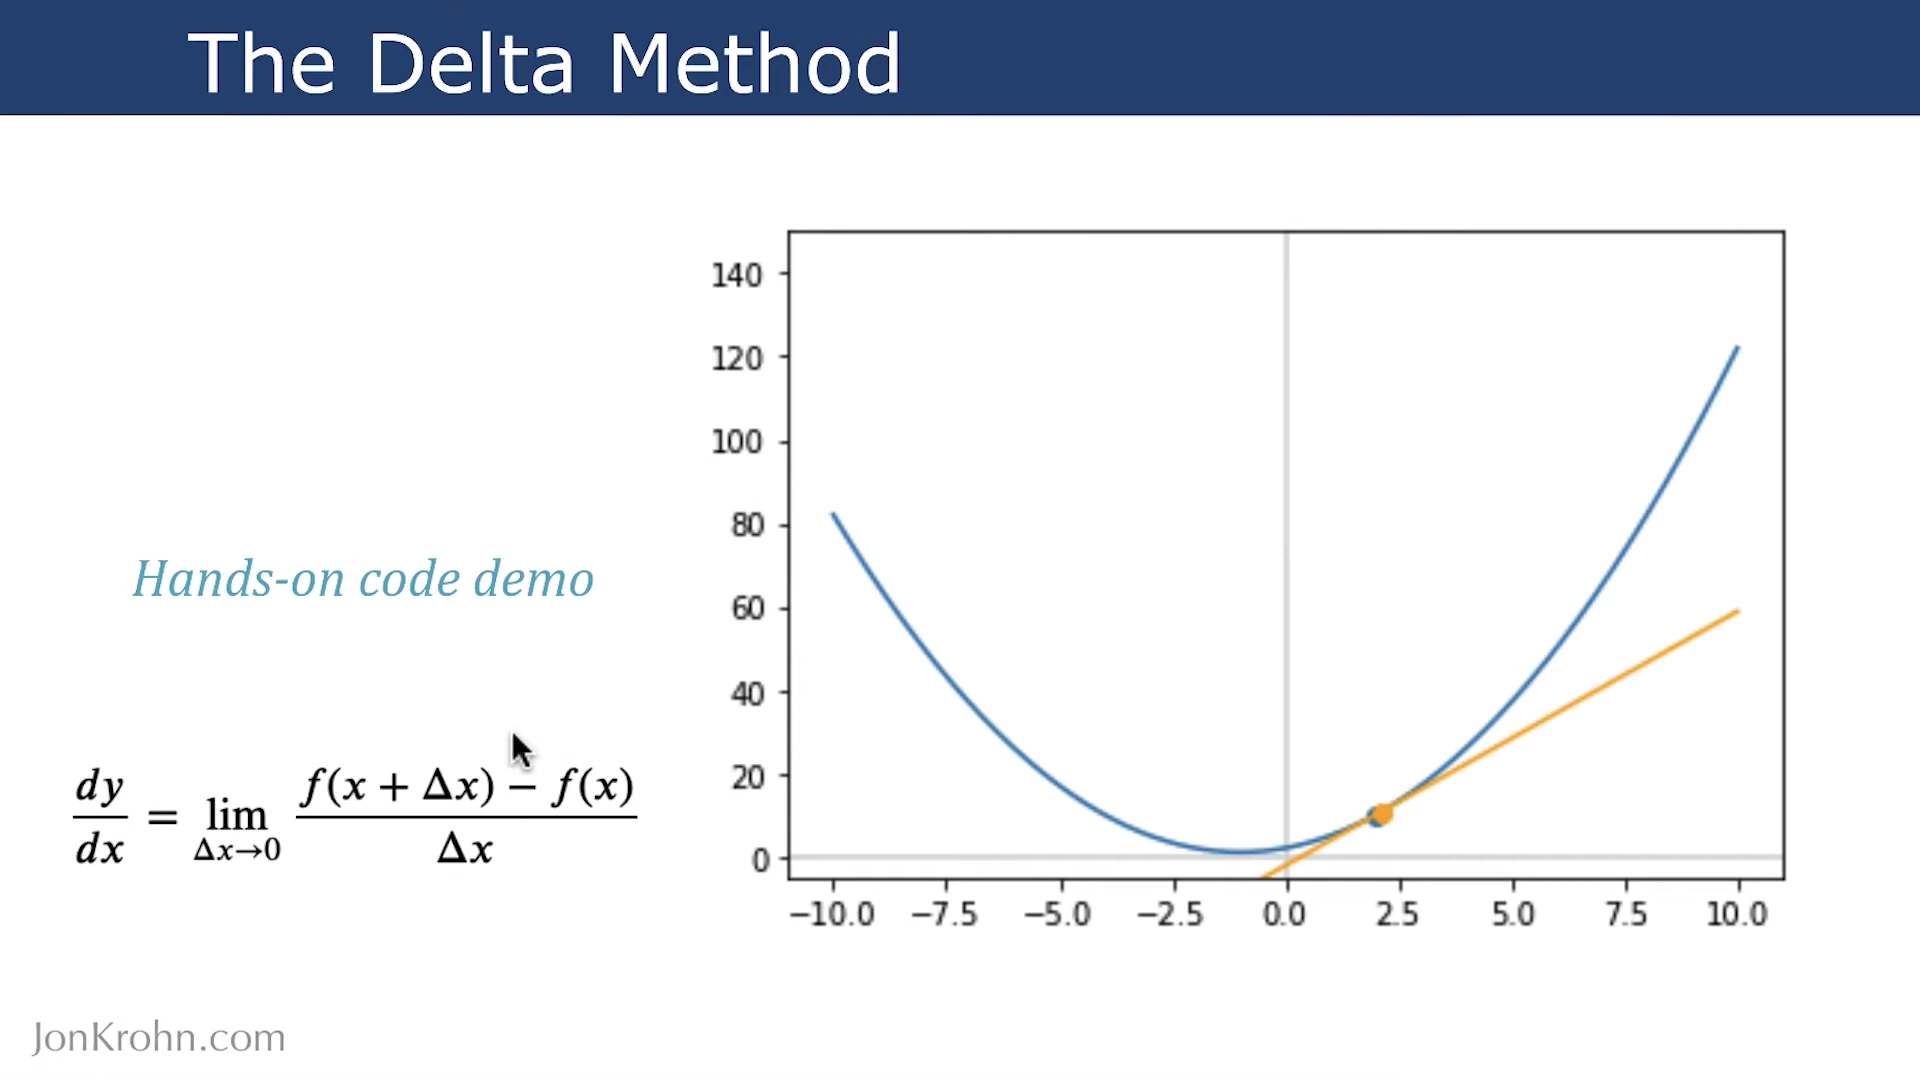 The Delta Method
Hands-on code demo
dy/dx = lim Δx→0 f(x + Δx) − f(x) / Δx
140
120
100
80
60
40
20
0
−10.0 −7.5 −5.0 −2.5 0.0 2.5 5.0 7.5 10.0
JonKrohn.com